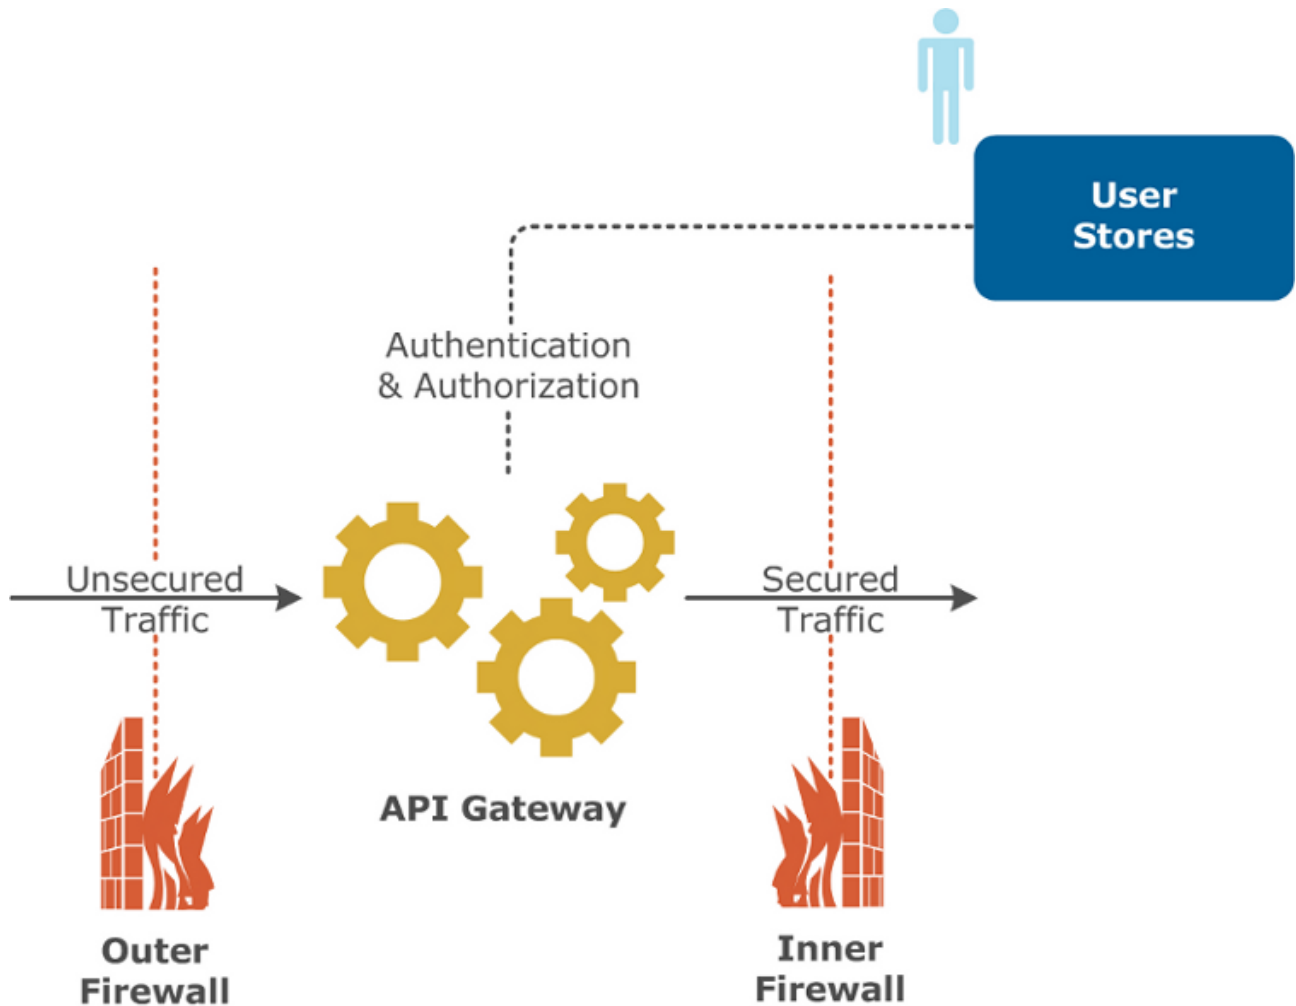 User
Stores
Authentication
& Authorization
Unsecured
Traffic
Secured
Traffic
API Gateway
Outer
Firewall
Inner
Firewall